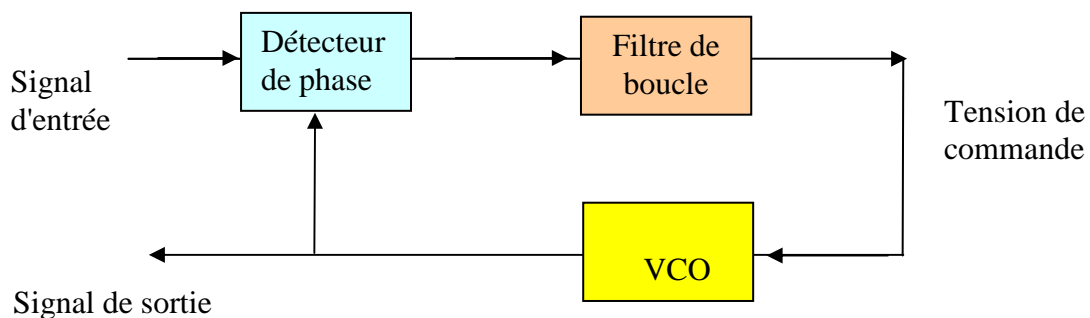 Détecteur
de phase
Filtre de
boucle
Signal
d'entrée
Tension de
commande
VCO
Signal de sortie